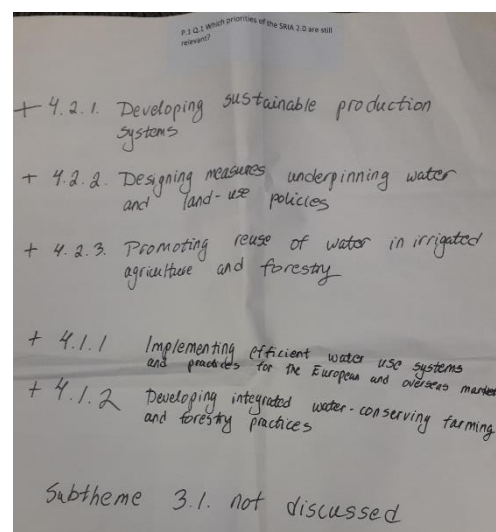 P.1 Q.1 Which priorities of the SRIA 2.0 are still
relevant?
+ 4.2.1. Developing sustainable production
systems
+ 4.2.2. Designing measures underpinning water
and land-use policies
+ 4.2.3. Promoting reuse of water in irrigated
agriculture and forestry
+ 4.1.1 Implementing efficient water use systems
and practices for the European and overseas market
+ 4.1.2 Developing integrated water-conserving farming
and forestry practices
Subtheme 3.1. not discussed